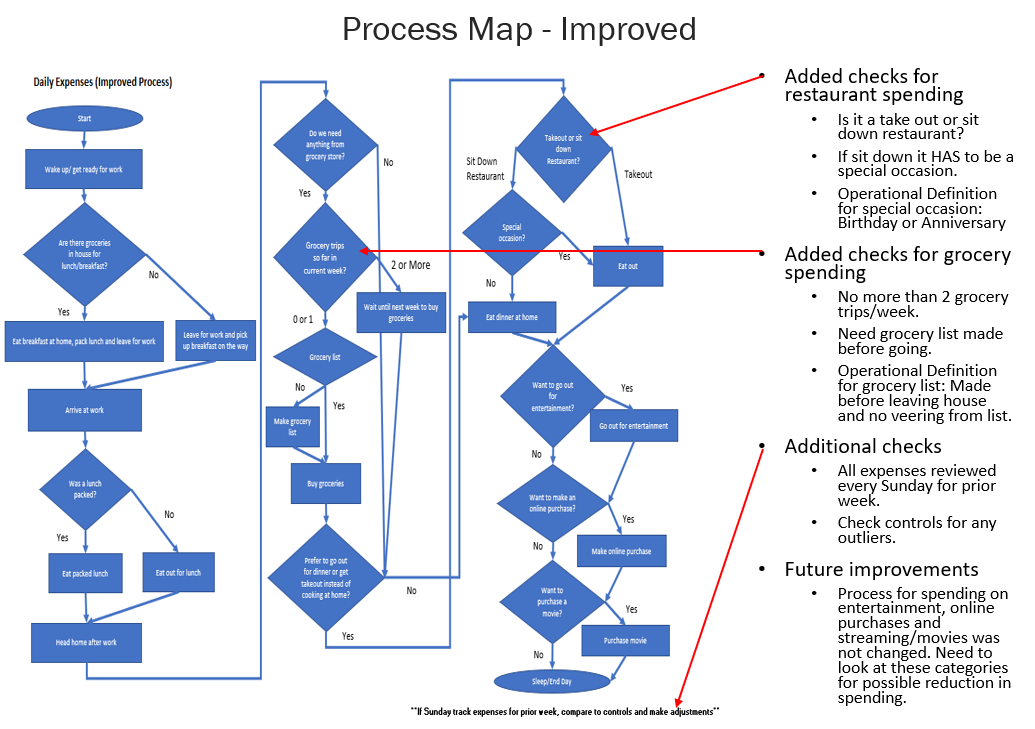 Process Map - Improved
Daily Expenses (Improved Process)
Start
Wake up/ get ready for work
Are there groceries
in house for
lunch/breakfast?
No
Yes
Eat breakfast at home, pack lunch and leave for work
Leave for work and pick
up breakfast on the way
Arrive at work
Was a lunch
packed?
No
Yes
Eat packed lunch
Eat out for lunch
Head home after work
Do we need
anything from
grocery store?
No
Yes
Grocery trips
so far in
current week?
2 or More
Wait until next week to buy
groceries
0 or 1
Grocery list
No
Yes
Make grocery
list
Buy groceries
Prefer to go out
for dinner or get
takeout instead of
cooking at home?
No
Yes
Takeout or sit
down
Restaurant?
Sit Down
Restaurant
Takeout
Special
occasion?
Yes
Eat out
No
Eat dinner at home
Want to go out
for
entertainment?
Yes
Go out for entertainment
No
Want to make an
online purchase?
Yes
No
Make online purchase
Want to
purchase a
movie?
Yes
Purchase movie
No
Sleep/End Day
**If Sunday track expenses for prior week, compare to controls and make adjustments**
• Added checks for
restaurant spending
• Is it a take out or sit
down restaurant?
• If sit down it HAS to be a
special occasion.
• Operational Definition
for special occasion:
Birthday or Anniversary
• Added checks for grocery
spending
• No more than 2 grocery
trips/week.
• Need grocery list made
before going.
• Operational Definition
for grocery list: Made
before leaving house
and no veering from list.
• Additional checks
• All expenses reviewed
every Sunday for prior
week.
• Check controls for any
outliers.
• Future improvements
• Process for spending on
entertainment, online
purchases and
streaming/movies was
not changed. Need to
look at these categories
for possible reduction in
spending.